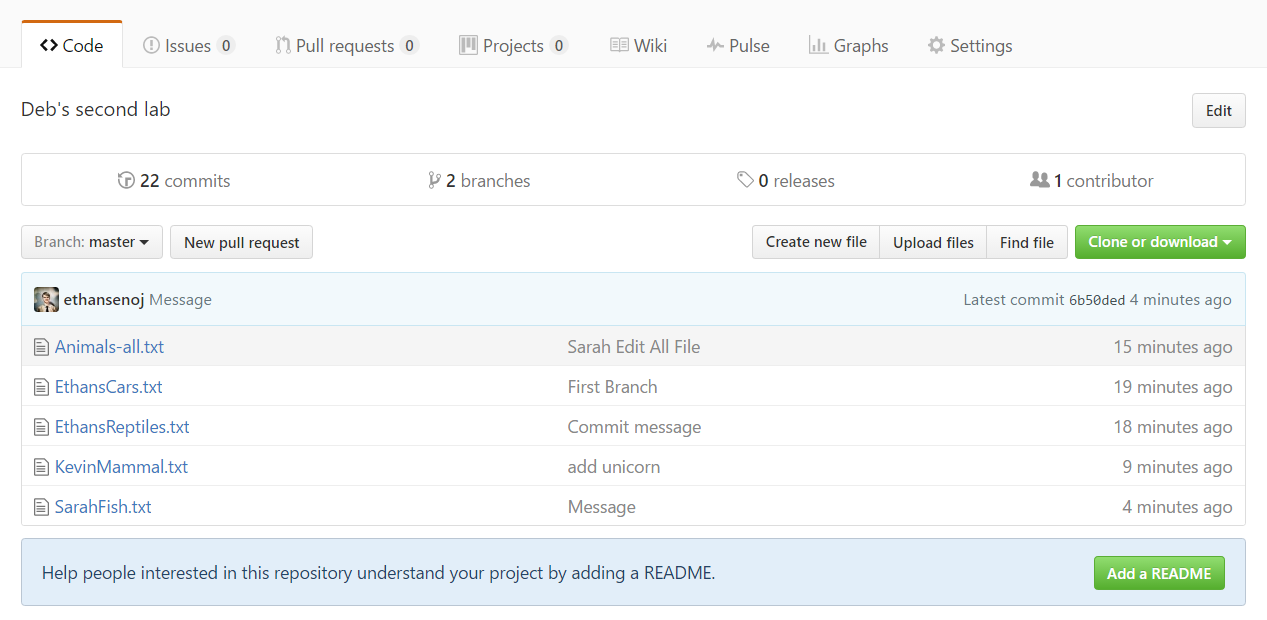 Code Issues 0 Pull requests 0 Projects 0 Wiki Pulse Graphs Settings
Deb's second lab Edit
22 commits 2 branches 0 releases 1 contributor
Branch: master New pull request Create new file Upload files Find file Clone or download
ethansenoj Message Latest commit 6b50ded 4 minutes ago
Animals-all.txt Sarah Edit All File 15 minutes ago
EthansCars.txt First Branch 19 minutes ago
EthansReptiles.txt Commit message 18 minutes ago
KevinMammal.txt add unicorn 9 minutes ago
SarahFish.txt Message 4 minutes ago
Help people interested in this repository understand your project by adding a README. Add a README